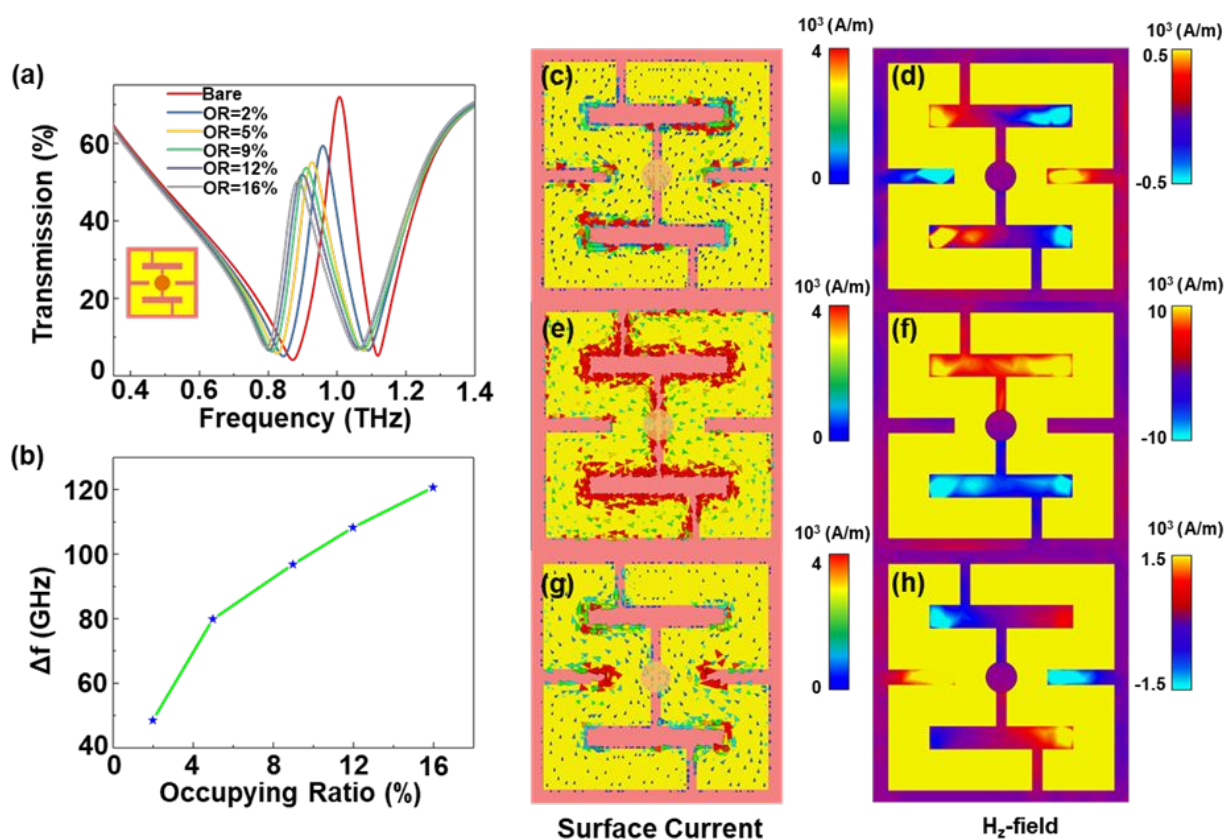 (a)
Transmission (%)
60
40
20
0
Bare
OR=2%
OR=5%
OR=9%
OR=12%
OR=16%
0.4 0.6 0.8 1.0 1.2 1.4
Frequency (THz)
(b)
Δf (GHz)
120
100
80
60
40
0 4 8 12 16
Occupying Ratio (%)
(c)
10³ (A/m)
4
0
(d)
10³ (A/m)
0.5
-0.5
(e)
10³ (A/m)
4
0
(f)
10³ (A/m)
10
-10
(g)
10³ (A/m)
4
0
(h)
10³ (A/m)
1.5
-1.5
Surface Current
H_z-field